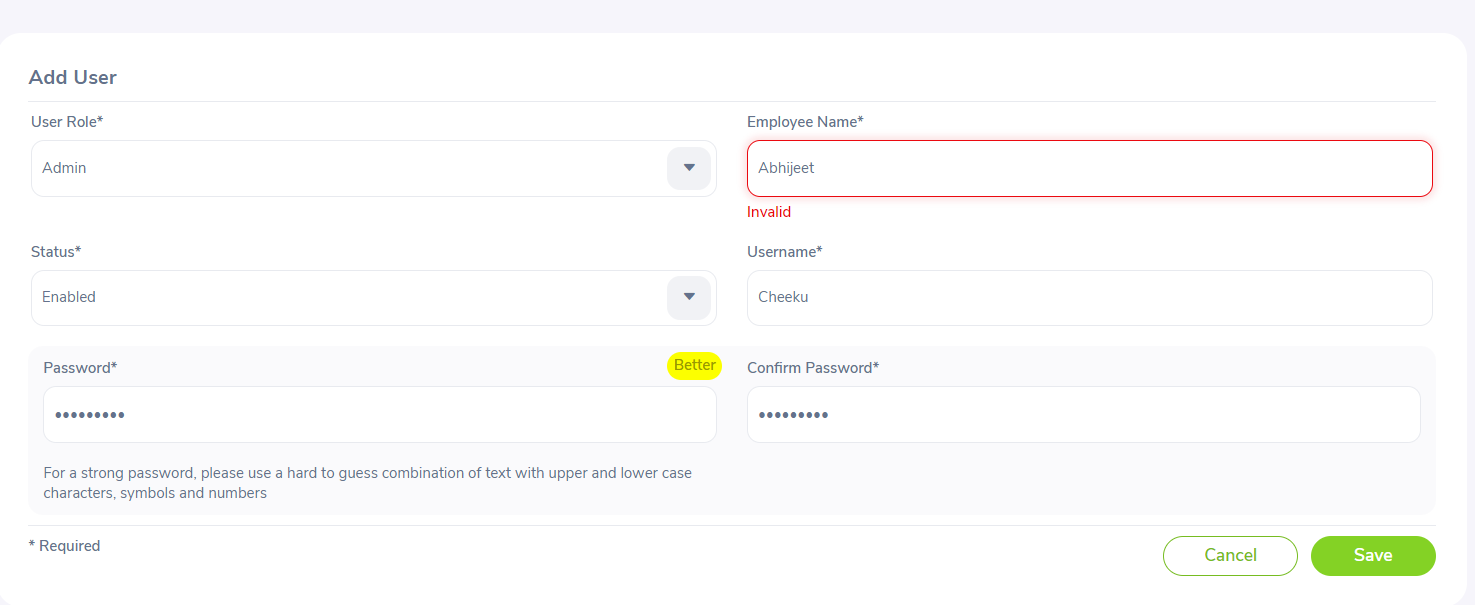 Add User
User Role*
Employee Name*
Admin
Abhijeet
Invalid
Status*
Username*
Enabled
Cheeku
Password*
Better
Confirm Password*
•••••••••
•••••••••
For a strong password, please use a hard to guess combination of text with upper and lower case
characters, symbols and numbers
* Required
Cancel
Save